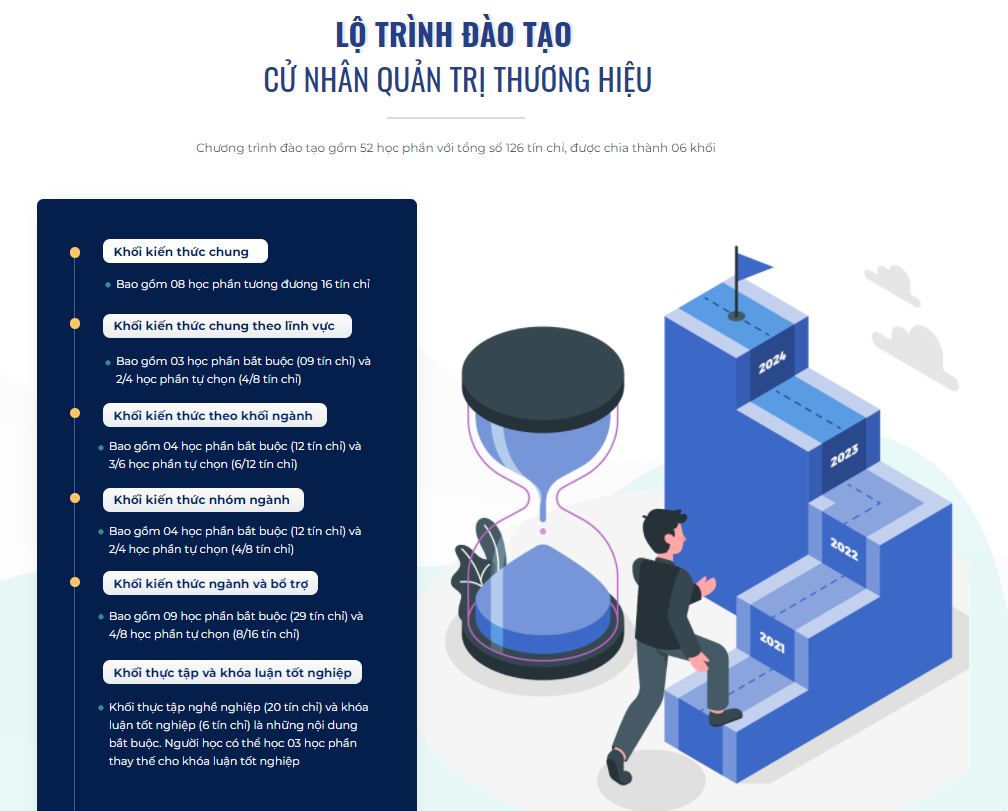 LỘ TRÌNH ĐÀO TẠO
CỬ NHÂN QUẢN TRỊ THƯƠNG HIỆU
Chương trình đào tạo gồm 52 học phần với tổng số 126 tín chỉ, được chia thành 06 khối
Khối kiến thức chung
Bao gồm 08 học phần tương đương 16 tín chỉ
Khối kiến thức chung theo lĩnh vực
Bao gồm 03 học phần bắt buộc (09 tín chỉ) và
2/4 học phần tự chọn (4/8 tín chỉ)
Khối kiến thức theo khối ngành
Bao gồm 04 học phần bắt buộc (12 tín chỉ) và
3/6 học phần tự chọn (6/12 tín chỉ)
Khối kiến thức nhóm ngành
Bao gồm 04 học phần bắt buộc (12 tín chỉ) và
2/4 học phần tự chọn (4/8 tín chỉ)
Khối kiến thức ngành và bổ trợ
Bao gồm 09 học phần bắt buộc (29 tín chỉ) và
4/8 học phần tự chọn (8/16 tín chỉ)
Khối thực tập và khóa luận tốt nghiệp
Khối thực tập nghề nghiệp (20 tín chỉ) và khóa
luận tốt nghiệp (6 tín chỉ) là những nội dung
bắt buộc. Người học có thể học 03 học phần
thay thế cho khóa luận tốt nghiệp
2024
2023
2022
2021